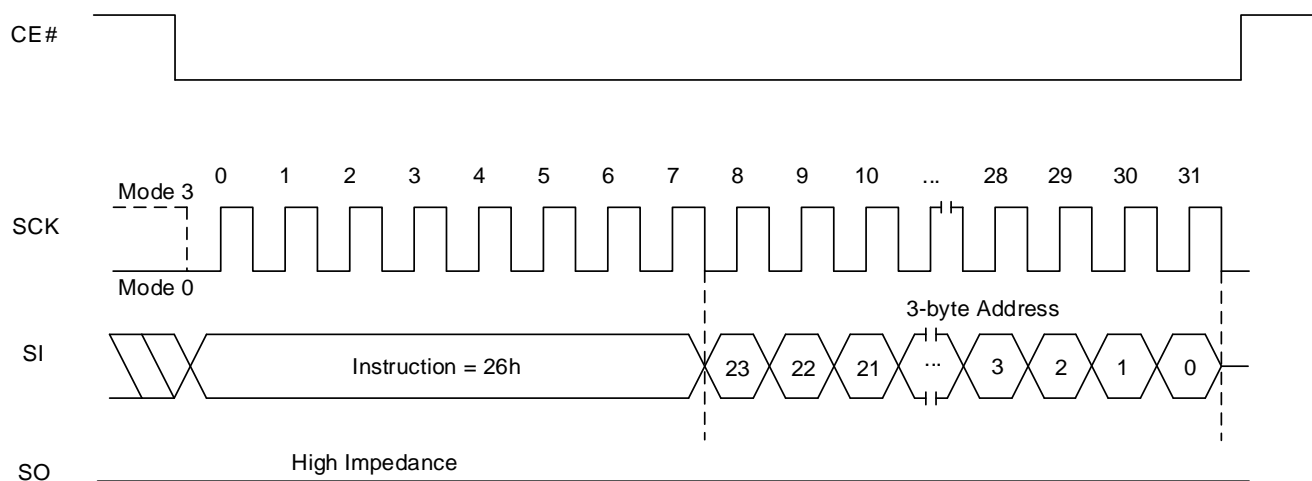 CE#
0 1 2 3 4 5 6 7 8 9 10 ... 28 29 30 31
Mode 3
SCK
Mode 0
3-byte Address
SI
Instruction = 26h 23 22 21 ... 3 2 1 0
High Impedance
SO